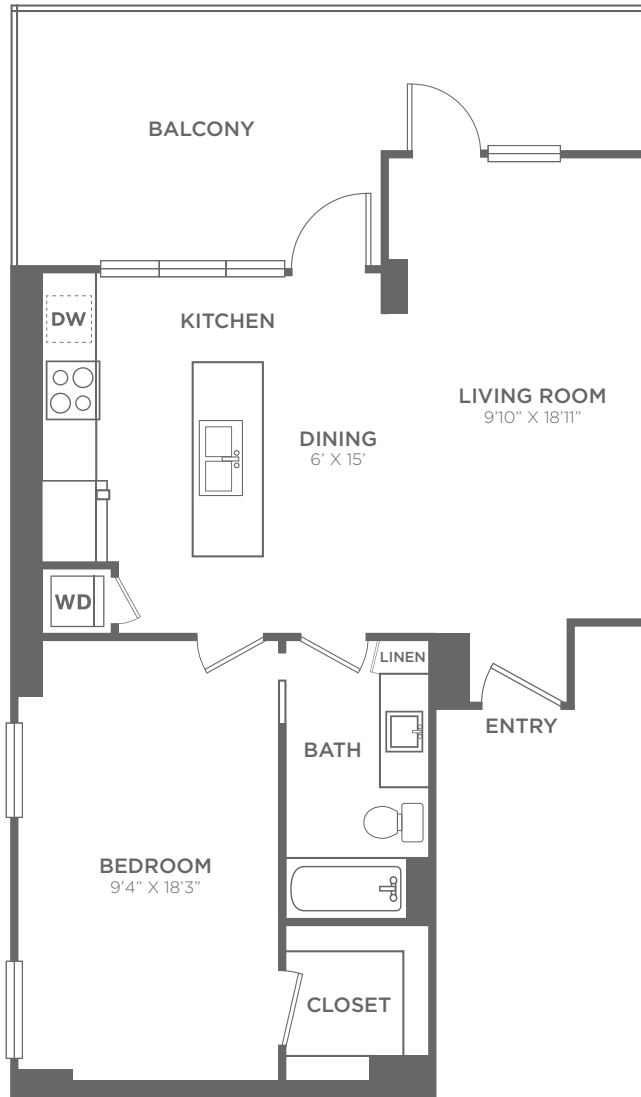 BALCONY
DW
KITCHEN
LIVING ROOM
9’10” X 18’11”
DINING
6’ X 15’
WD
LINEN
ENTRY
BATH
BEDROOM
9’4” X 18’3”
CLOSET